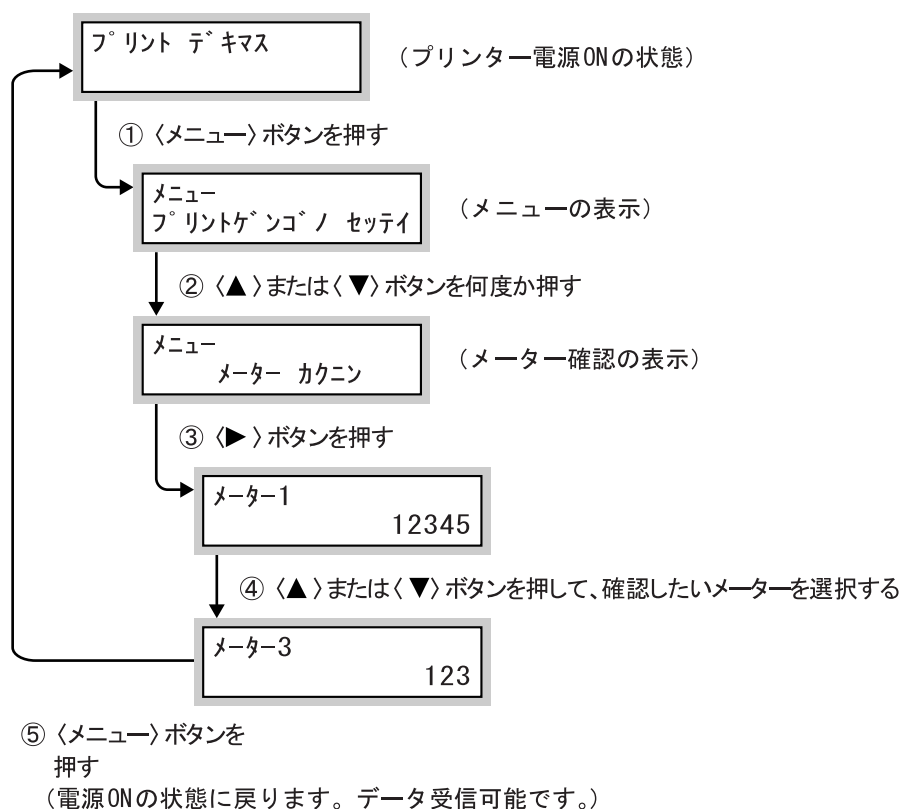 プリント デキマス
(プリンター電源ONの状態)
① 〈メニュー〉ボタンを押す
メニュー
プリントゲンゴノ セッテイ
(メニューの表示)
② 〈▲〉または〈▼〉ボタンを何度か押す
メニュー
メーター カクニン
(メーター確認の表示)
③ 〈▶〉ボタンを押す
メーター1
12345
④ 〈▲〉または〈▼〉ボタンを押して、確認したいメーターを選択する
メーター3
123
⑤ 〈メニュー〉ボタンを
押す
(電源ONの状態に戻ります。データ受信可能です。)